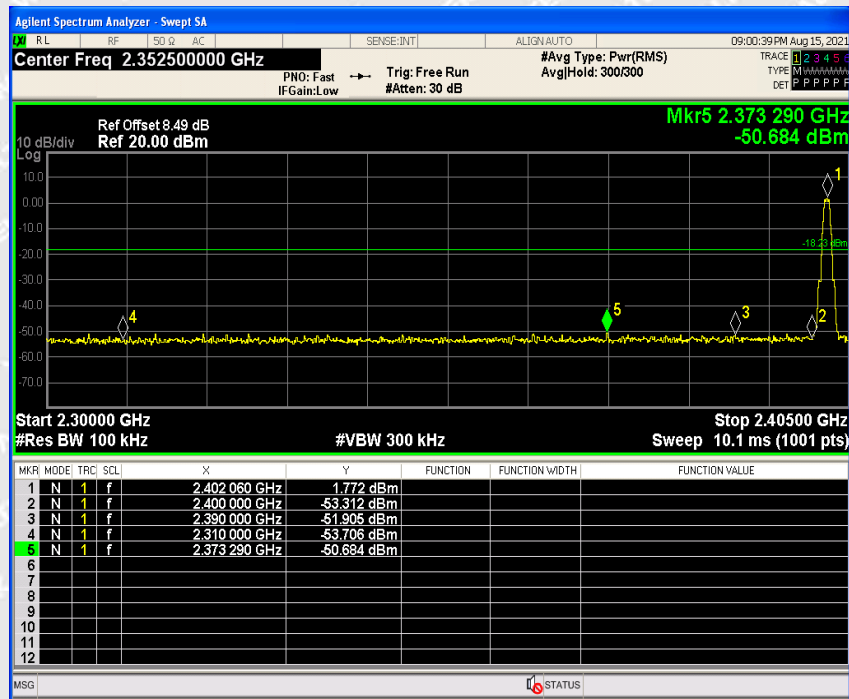 Agilent Spectrum Analyzer - Swept SA
LXI RL RF 50 Ω AC SENSE:INT ALIGN AUTO 09:00:39 PM Aug 15, 2021
Center Freq 2.352500000 GHz #Avg Type: Pwr(RMS) TRACE 1 2 3 4 5 6
PNO: Fast Trig: Free Run Avg|Hold: 300/300 TYPE M WWWWW
IFGain:Low #Atten: 30 dB DET P P P P P P
Mkr5 2.373 290 GHz
Ref Offset 8.49 dB
-50.684 dBm
10 dB/div Ref 20.00 dBm
Log
1
10.0
0.00
-10.0
-18.23 dBm
-20.0
-30.0
-40.0
4 5 3 2
-50.0
-60.0
-70.0
Start 2.30000 GHz Stop 2.40500 GHz
#Res BW 100 kHz #VBW 300 kHz Sweep 10.1 ms (1001 pts)
MKR MODE TRC SCL X Y FUNCTION FUNCTION WIDTH FUNCTION VALUE
1 N 1 f 2.402 060 GHz 1.772 dBm
2 N 1 f 2.400 000 GHz -53.312 dBm
3 N 1 f 2.390 000 GHz -51.905 dBm
4 N 1 f 2.310 000 GHz -53.706 dBm
5 N 1 f 2.373 290 GHz -50.684 dBm
6
7
8
9
10
11
12
MSG STATUS